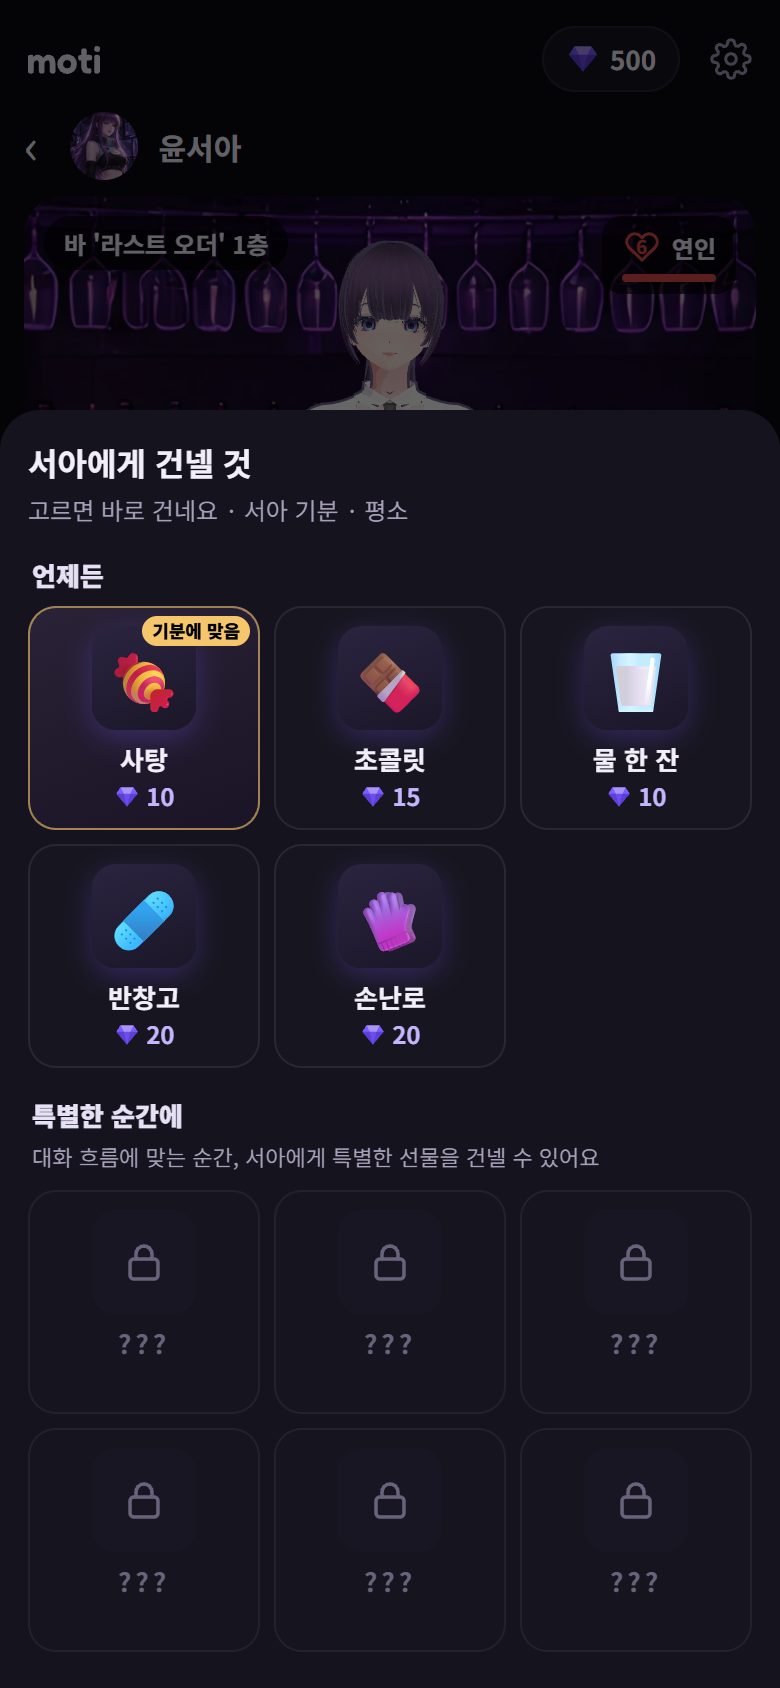 moti
500
윤서아
바 '라스트 오더' 1층
6 연인
서아에게 건넬 것
고르면 바로 건네요 · 서아 기분 · 평소
언제든
기분에 맞음
사탕
10
초콜릿
15
물 한 잔
10
반창고
20
손난로
20
특별한 순간에
대화 흐름에 맞는 순간, 서아에게 특별한 선물을 건넬 수 있어요
???
???
???
???
???
???